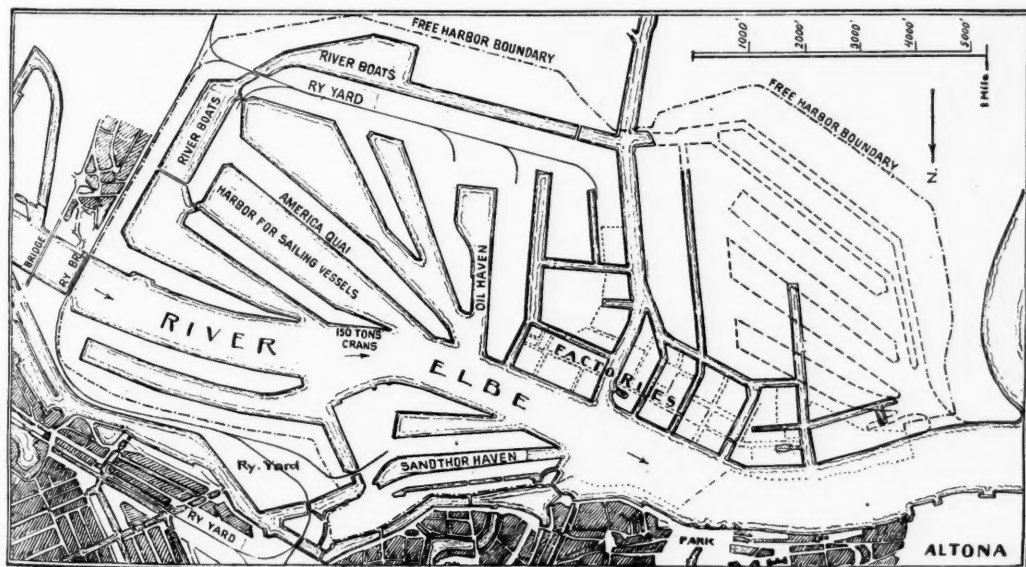 FREE HARBOR BOUNDARY
1000'
2000'
3000'
4000'
5000'
1 Mile
RIVER BOATS
RY YARD
RIVER BOATS
FREE HARBOR BOUNDARY
N.
AMERICA QUAI
HARBOR FOR SAILING VESSELS
OIL HAVEN
BRIDGE
RY BR.
RIVER
150 TONS
CRANS
ELBE
FACTORIES
Ry. Yard
SANDTHOR HAVEN
RY YARD
PARK
ALTONA